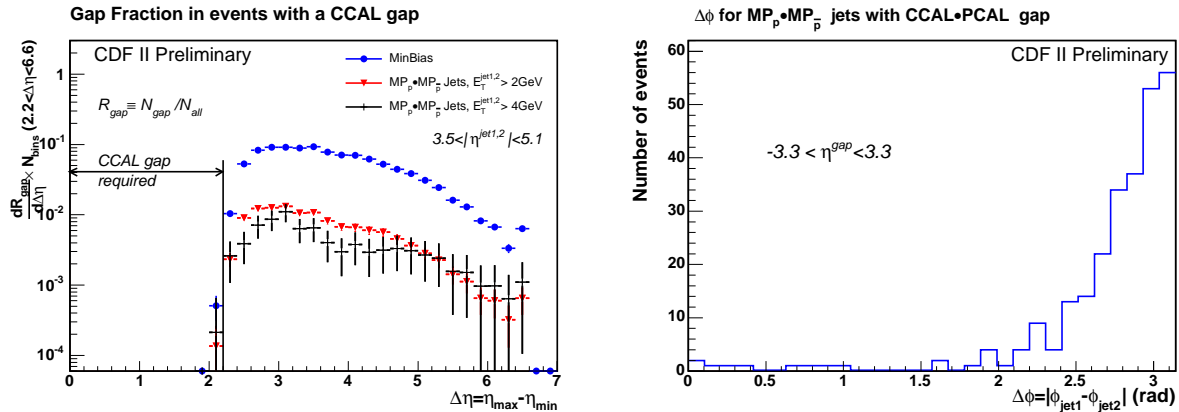 Gap Fraction in events with a CCAL gap
CDF II Preliminary
MinBias
MP_p•MP_p̅ Jets, E_T^jet1,2 > 2GeV
MP_p•MP_p̅ Jets, E_T^jet1,2 > 4GeV
R_gap ≡ N_gap /N_all
3.5<|η^jet1,2|<5.1
CCAL gap
required
dR_gap/dΔη × N_bins (2.2<Δη<6.6)
1
10^-1
10^-2
10^-3
10^-4
0 1 2 3 4 5 6 7
Δη=η_max-η_min
Δϕ for MP_p•MP_p̅ jets with CCAL•PCAL gap
CDF II Preliminary
-3.3 < η^gap <3.3
Number of events
60
50
40
30
20
10
0
0 0.5 1 1.5 2 2.5 3
Δϕ=|ϕ_jet1-ϕ_jet2| (rad)